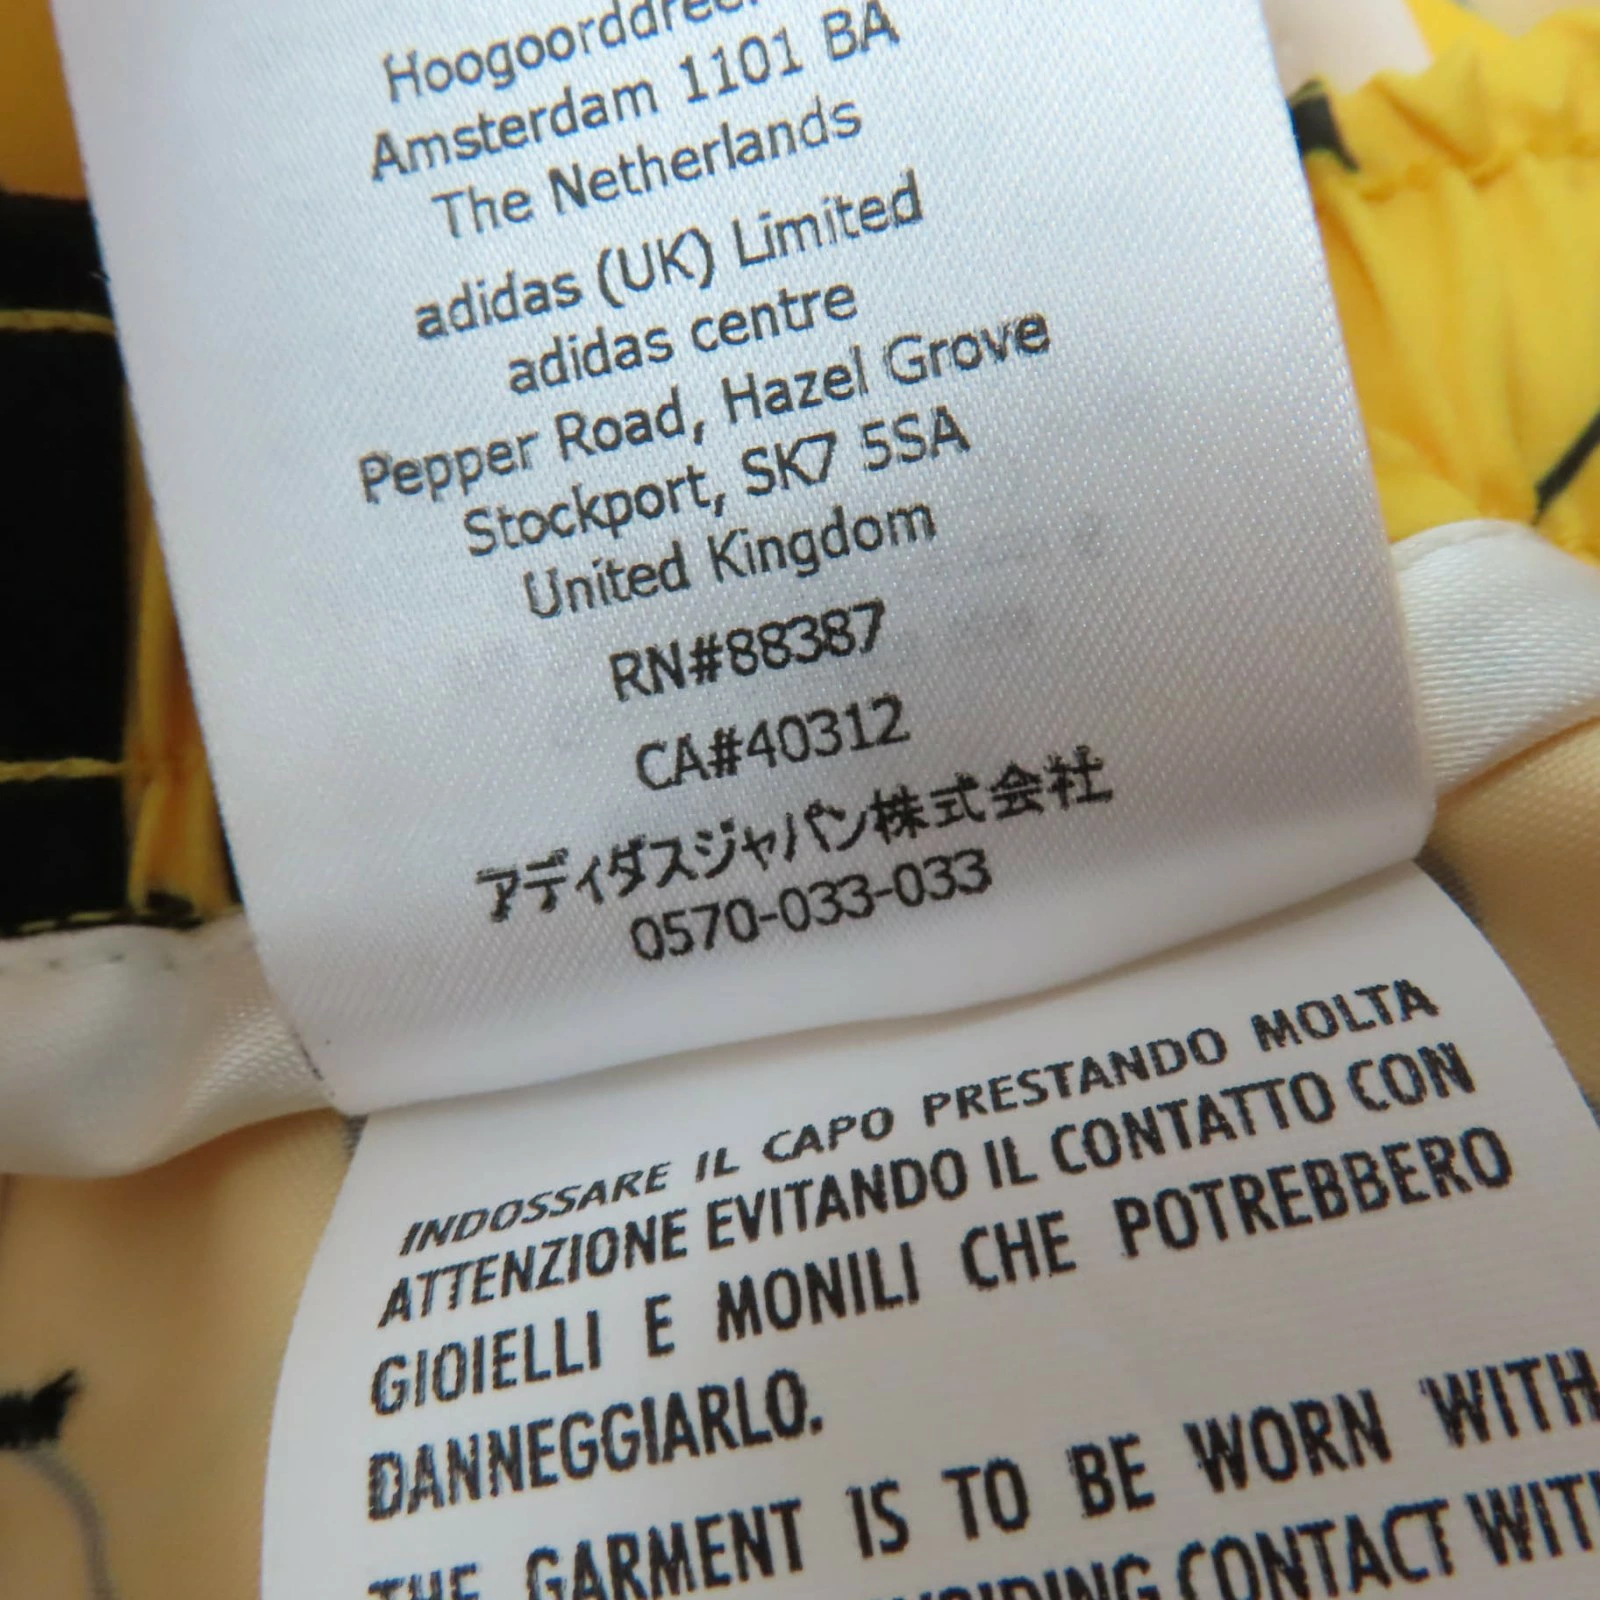 Amsterdam 1101 BA
The Netherlands
adidas (UK) Limited
adidas centre
Pepper Road, Hazel Grove
Stockport, SK7 5SA
United Kingdom
RN#88387
CA#40312
アディダスジャパン株式会社
0570-033-033
INDOSSARE IL CAPO PRESTANDO MOLTA
ATTENZIONE EVITANDO IL CONTATTO CON
GIOIELLI E MONILI CHE POTREBBERO
DANNEGGIARLO.
THE GARMENT IS TO BE WORN WITH
CONTACT WITH